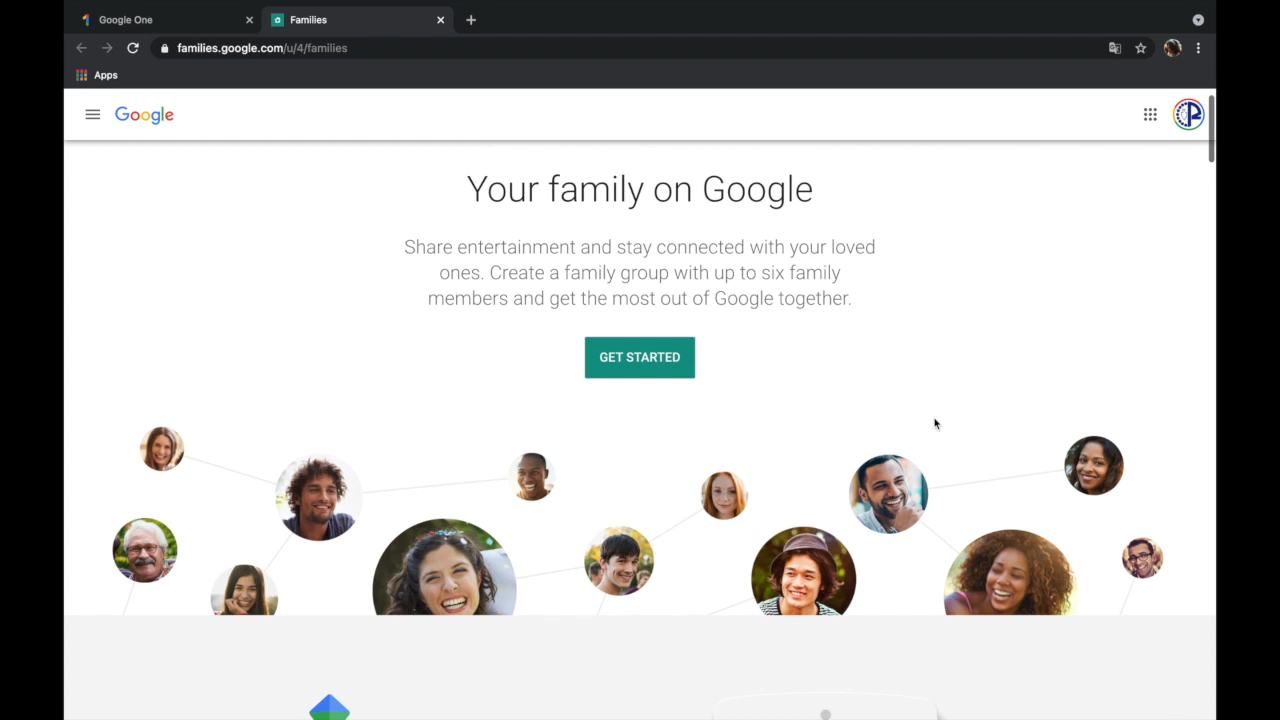 Google One
Families
families.google.com/u/4/families
Apps
Google
Your family on Google
Share entertainment and stay connected with your loved
ones. Create a family group with up to six family
members and get the most out of Google together.
GET STARTED